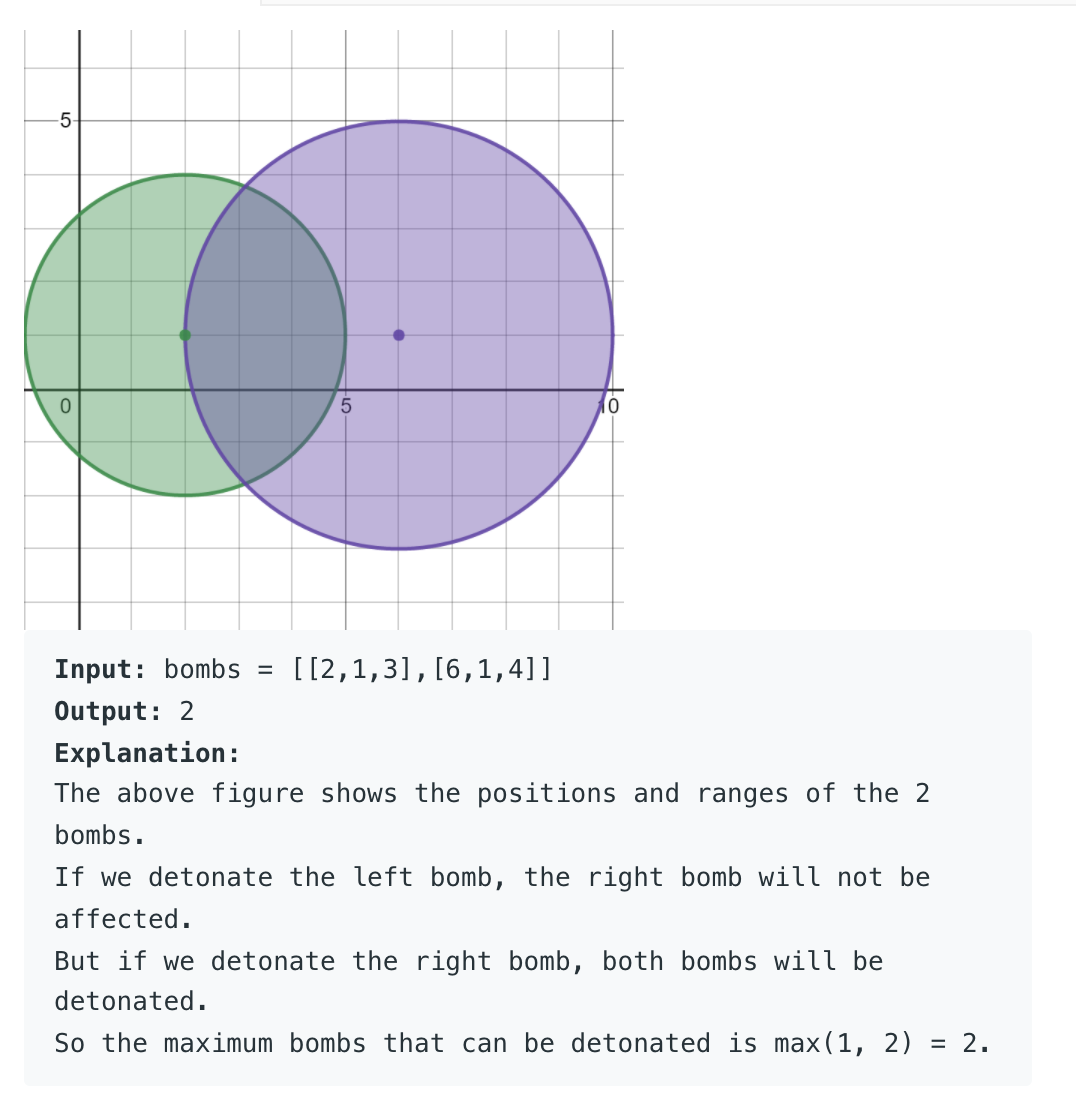 5
0
5
10
Input: bombs = [[2,1,3],[6,1,4]]
Output: 2
Explanation:
The above figure shows the positions and ranges of the 2
bombs.
If we detonate the left bomb, the right bomb will not be
affected.
But if we detonate the right bomb, both bombs will be
detonated.
So the maximum bombs that can be detonated is max(1, 2) = 2.